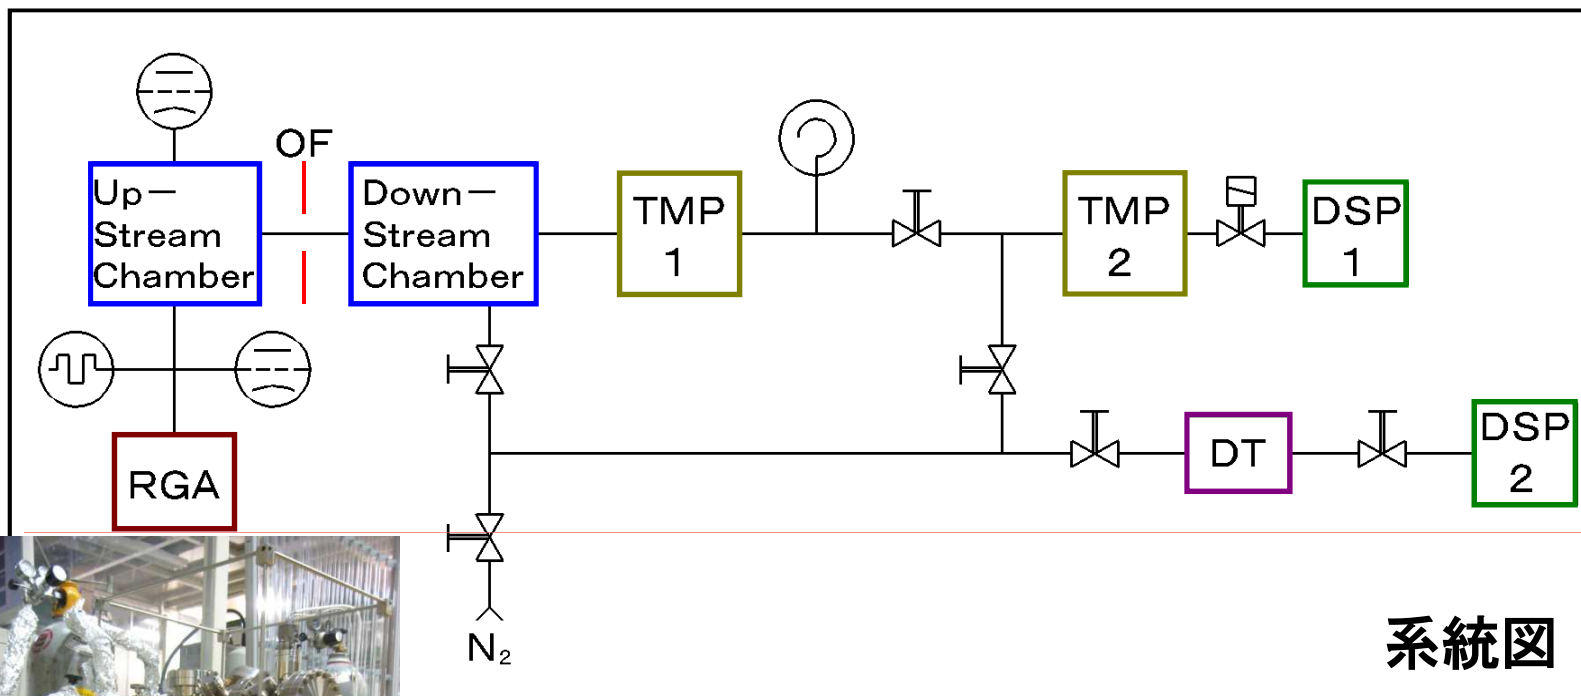 OF
Up－
Stream
Chamber
Down－
Stream
Chamber
TMP
1
TMP
2
DSP
1
RGA
DT
DSP
2
N₂
系統図